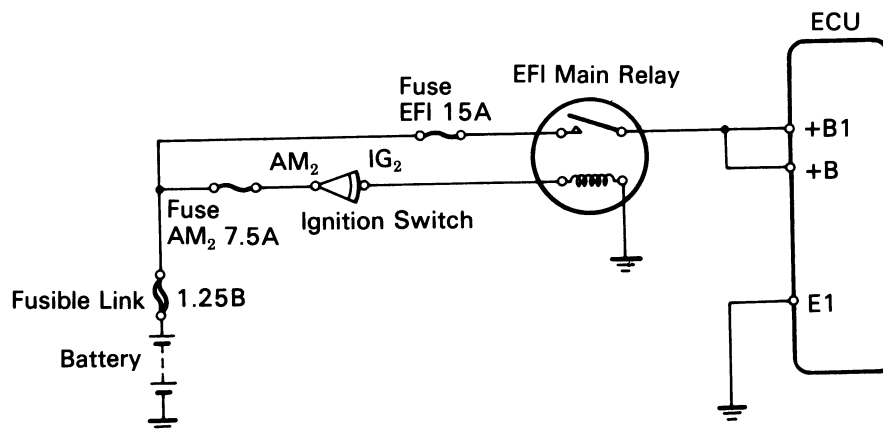 ECU
EFI Main Relay
Fuse
EFI 15A
+B1
AM₂
IG₂
+B
Fuse
AM₂ 7.5A
Ignition Switch
Fusible Link
1.25B
E1
Battery